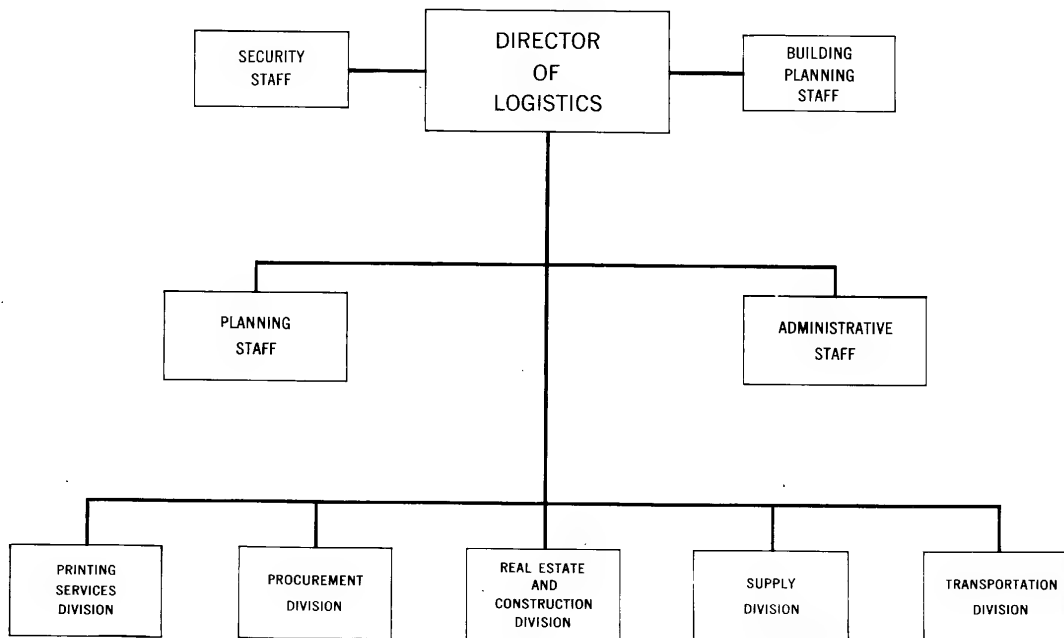 SECURITY
STAFF
DIRECTOR
OF
LOGISTICS
BUILDING
PLANNING
STAFF
PLANNING
STAFF
ADMINISTRATIVE
STAFF
PRINTING
SERVICES
DIVISION
PROCUREMENT
DIVISION
REAL ESTATE
AND
CONSTRUCTION
DIVISION
SUPPLY
DIVISION
TRANSPORTATION
DIVISION